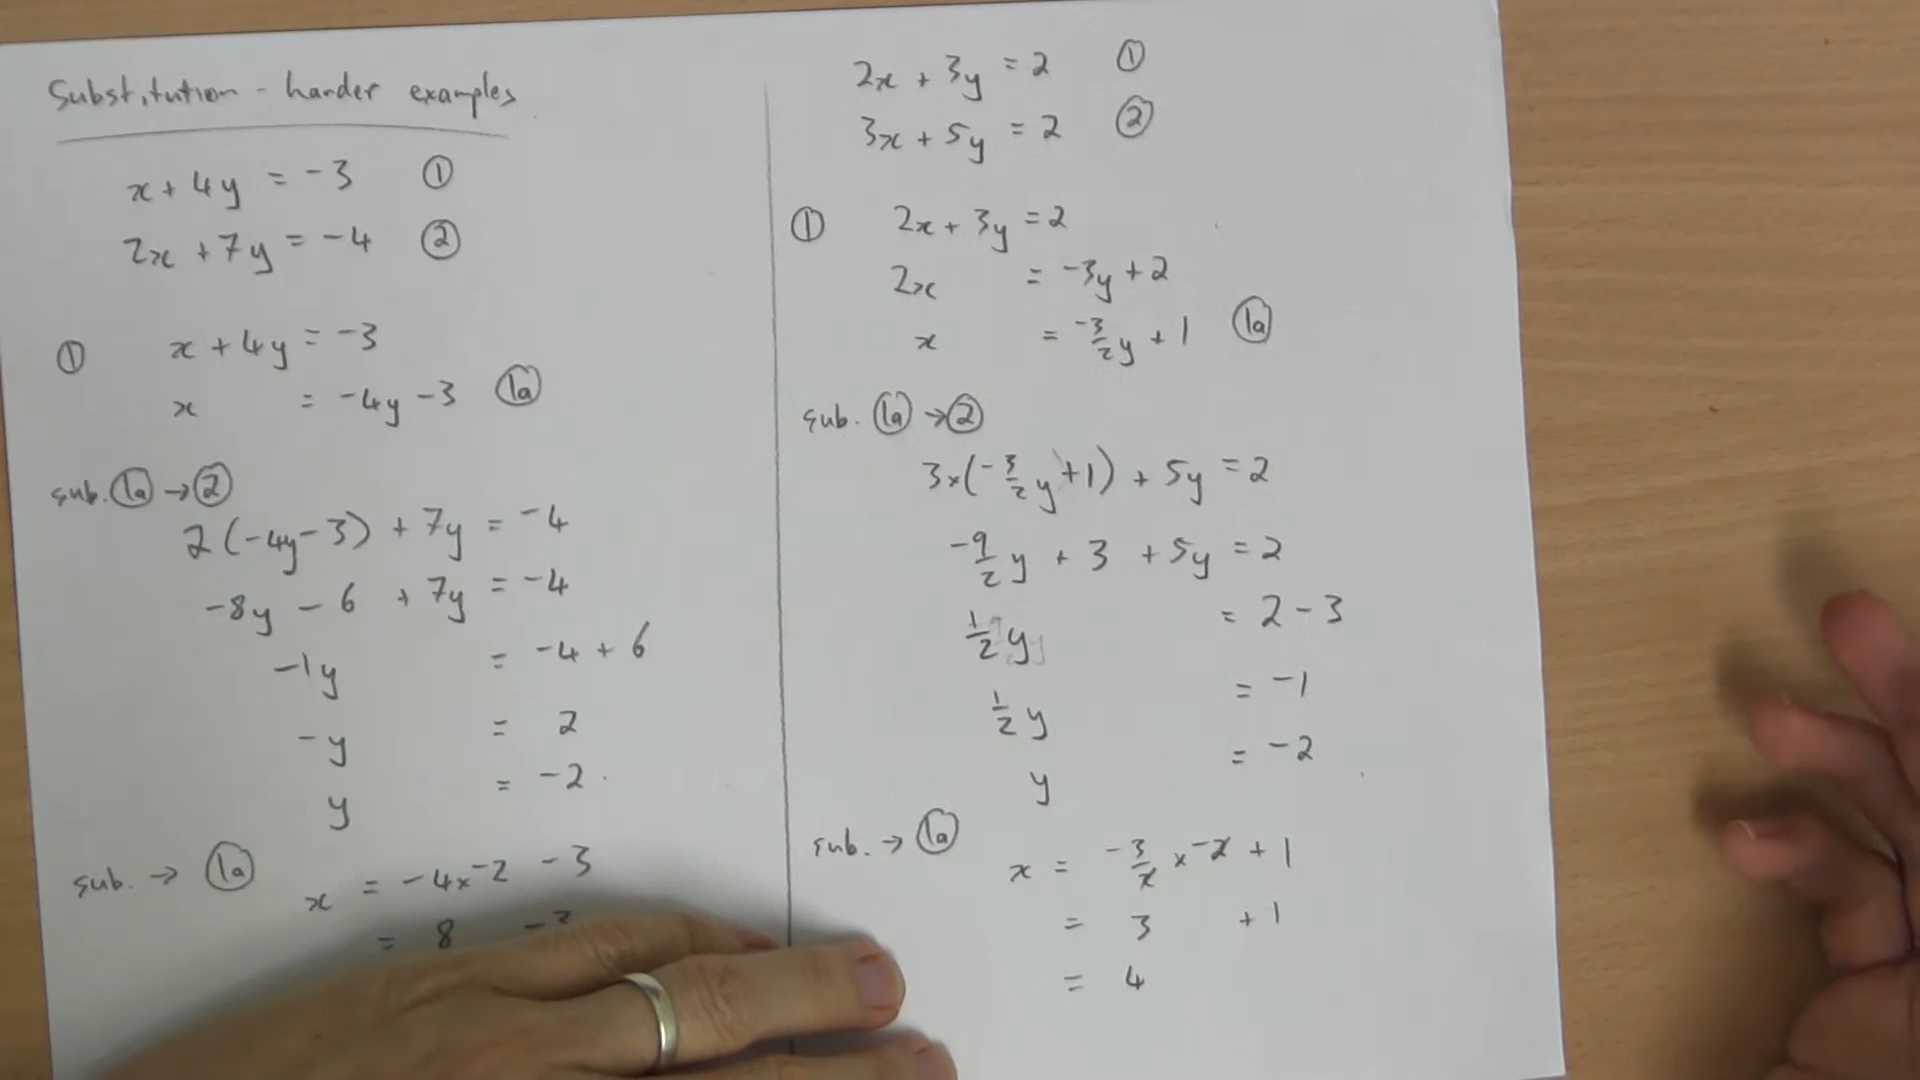 Substitution - harder examples
x + 4y = -3 ①
2x + 7y = -4 ②
① x + 4y = -3
x = -4y - 3 (1a)
sub. (1a) → ②
2(-4y - 3) + 7y = -4
-8y - 6 + 7y = -4
-1y = -4 + 6
-y = 2
y = -2
sub. → (1a) x = -4 × -2 - 3
= 8 - 3
2x + 3y = 2 ①
3x + 5y = 2 ②
① 2x + 3y = 2
2x = -3y + 2
x = -3/2 y + 1 (1a)
sub. (1a) → ②
3 × (-3/2 y + 1) + 5y = 2
-9/2 y + 3 + 5y = 2
1/2 y = 2 - 3
1/2 y = -1
y = -2
sub. → (1a) x = -3/2 × -2 + 1
= 3 + 1
= 4